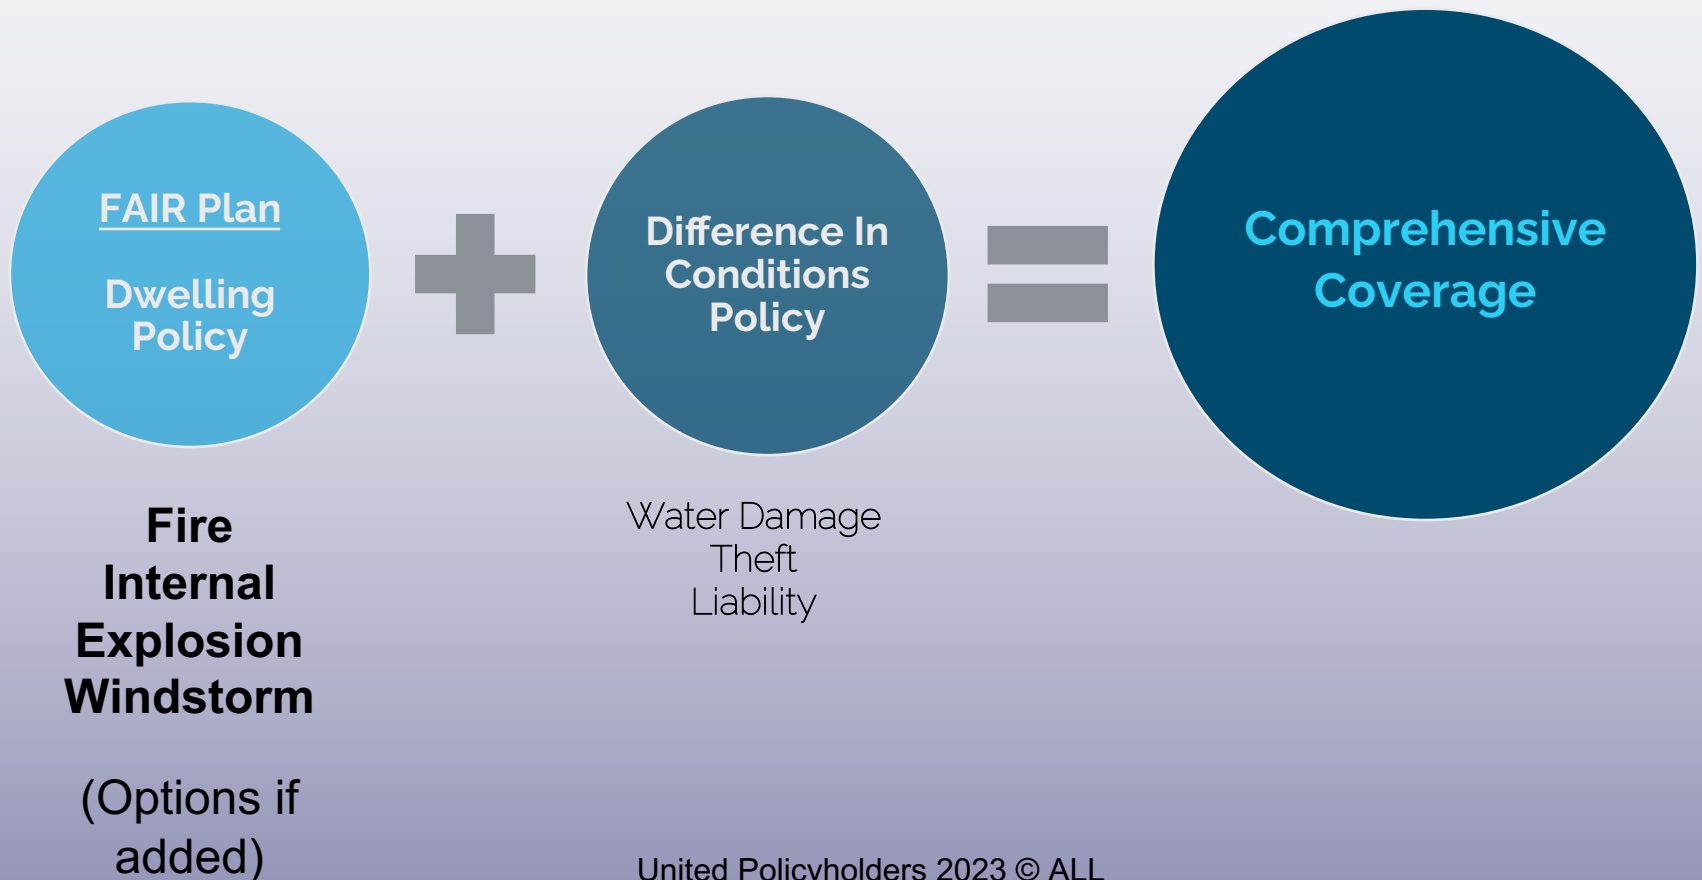 FAIR Plan
Dwelling
Policy
Difference In
Conditions
Policy
Comprehensive
Coverage
Fire
Internal
Explosion
Windstorm
(Options if
added)
Water Damage
Theft
Liability
United Policyholders 2023 © ALL